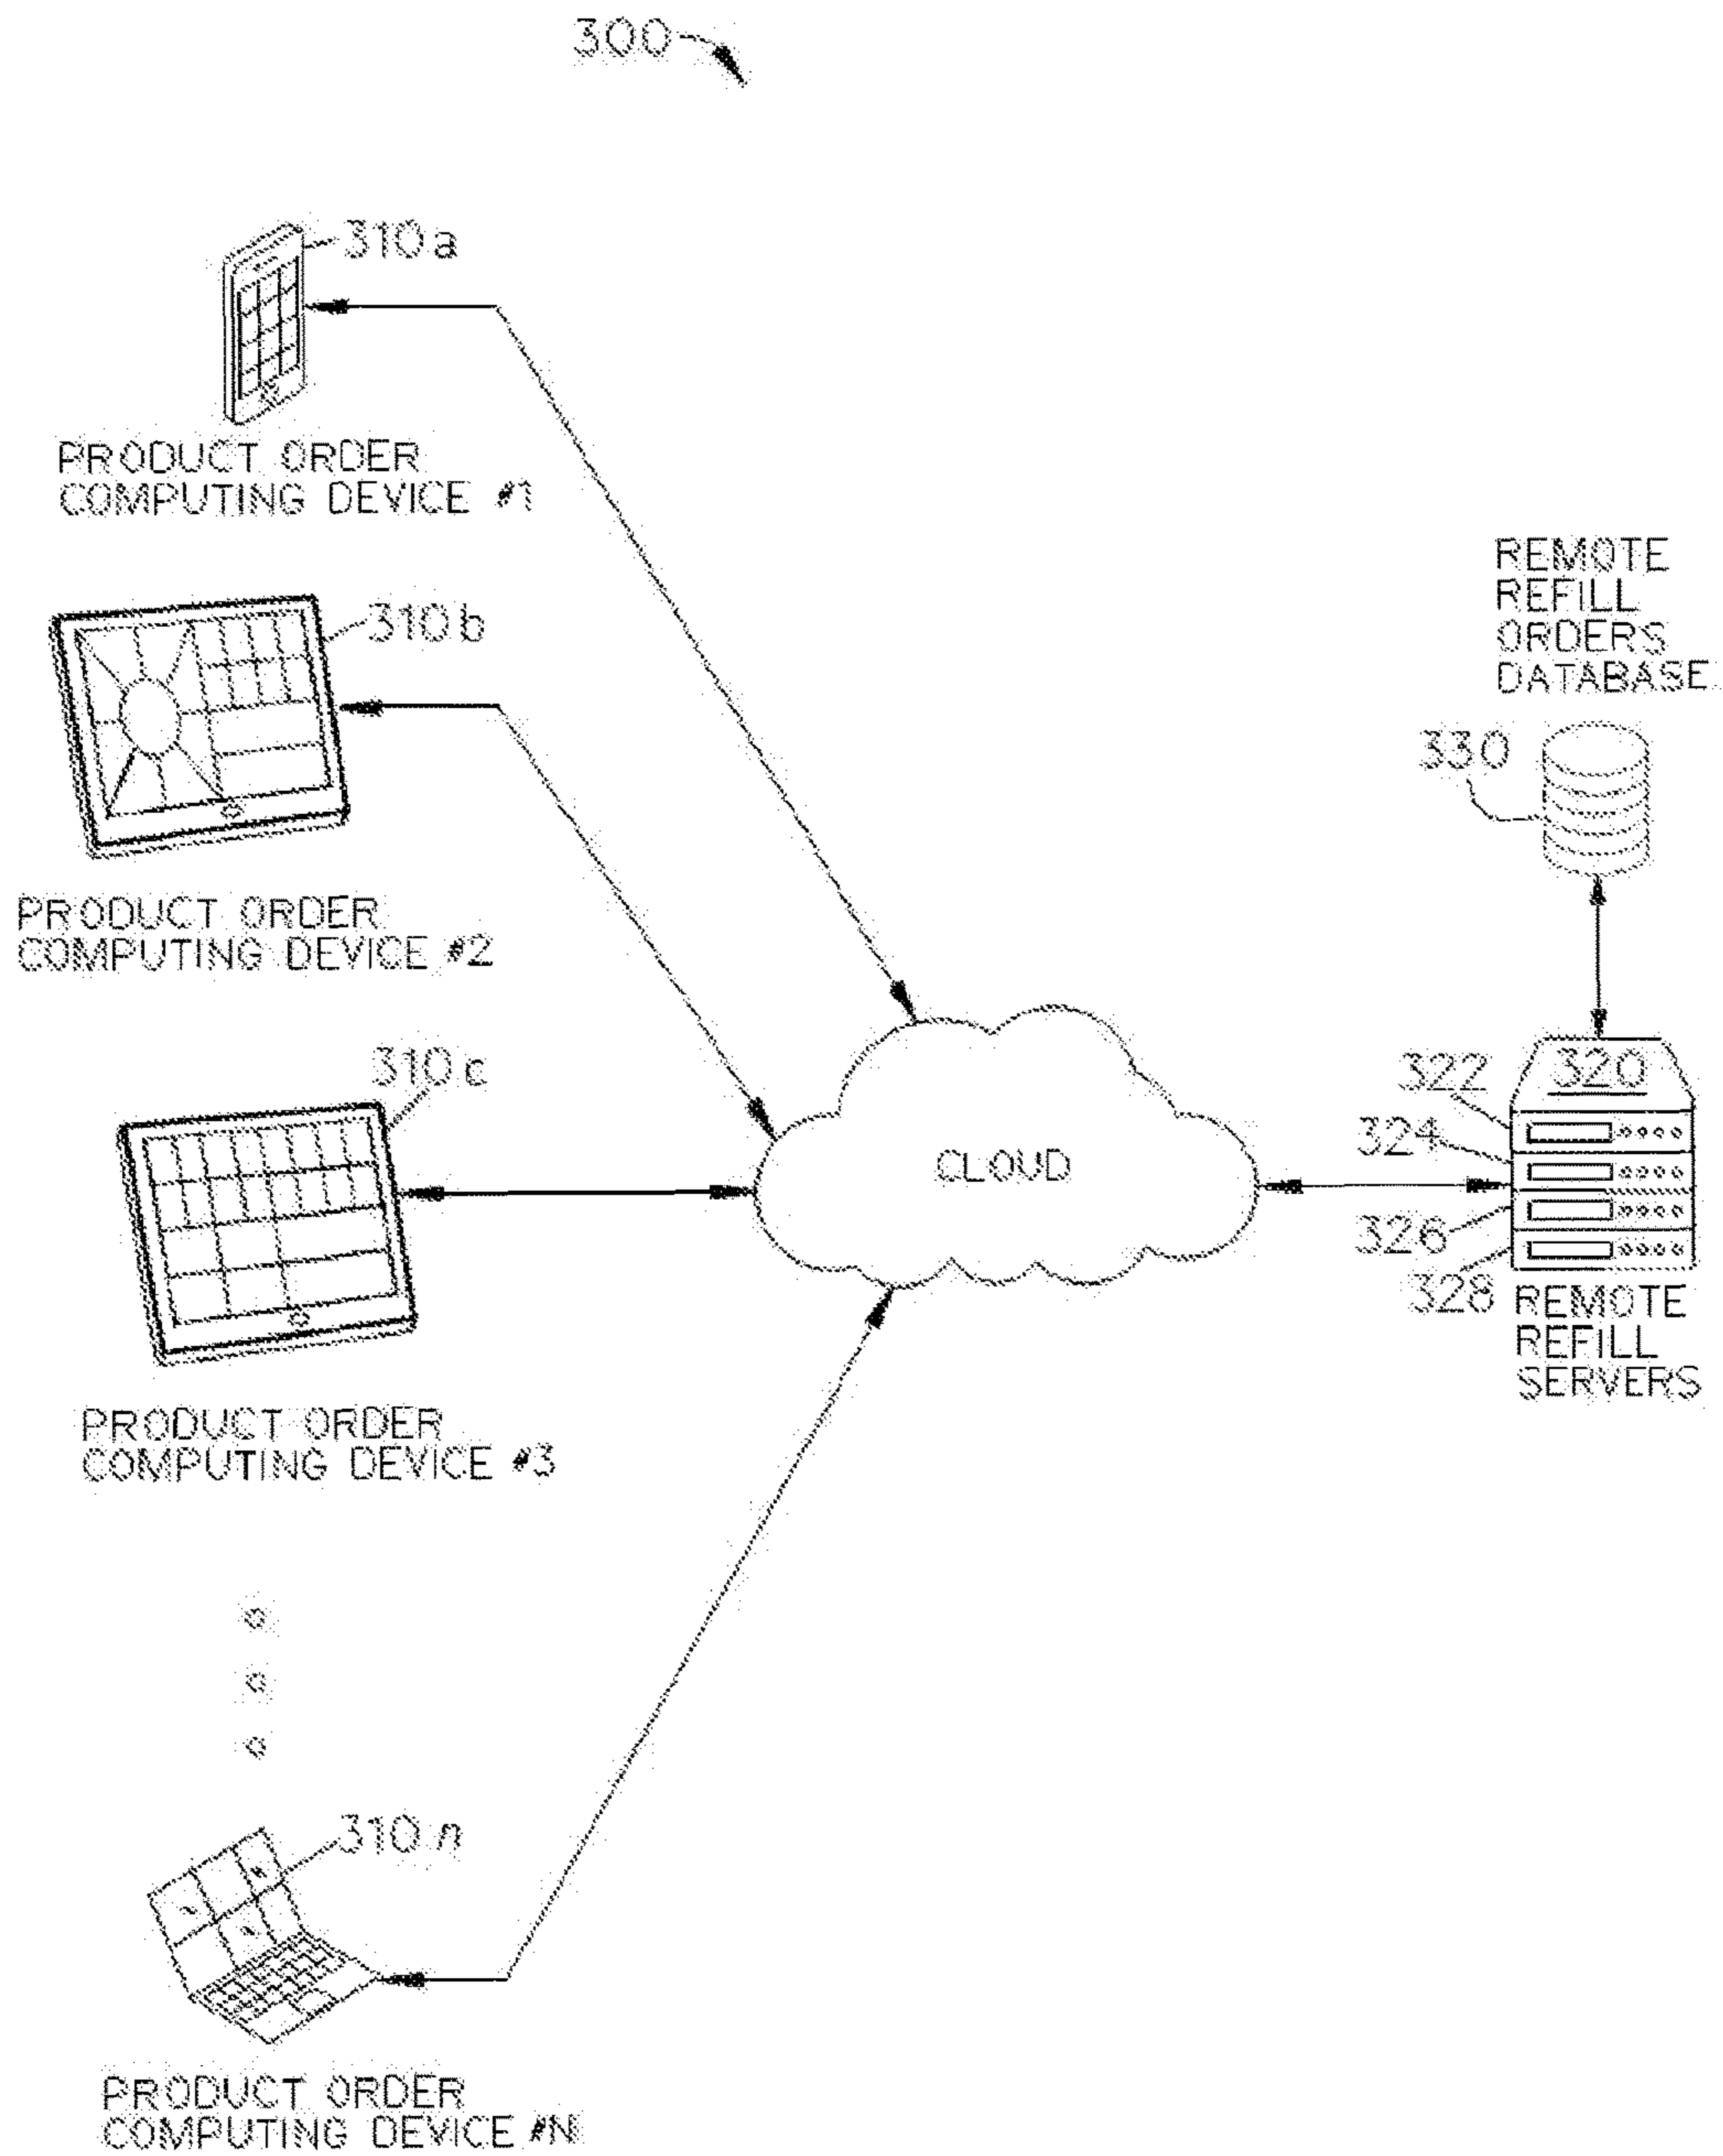 300
310a
PRODUCT ORDER
COMPUTING DEVICE #1
310b
PRODUCT ORDER
COMPUTING DEVICE #2
310c
PRODUCT ORDER
COMPUTING DEVICE #3
310n
PRODUCT ORDER
COMPUTING DEVICE #N
CLOUD
REMOTE
REFILL
ORDERS
DATABASE
330
320
322
324
326
328
REMOTE
REFILL
SERVERS